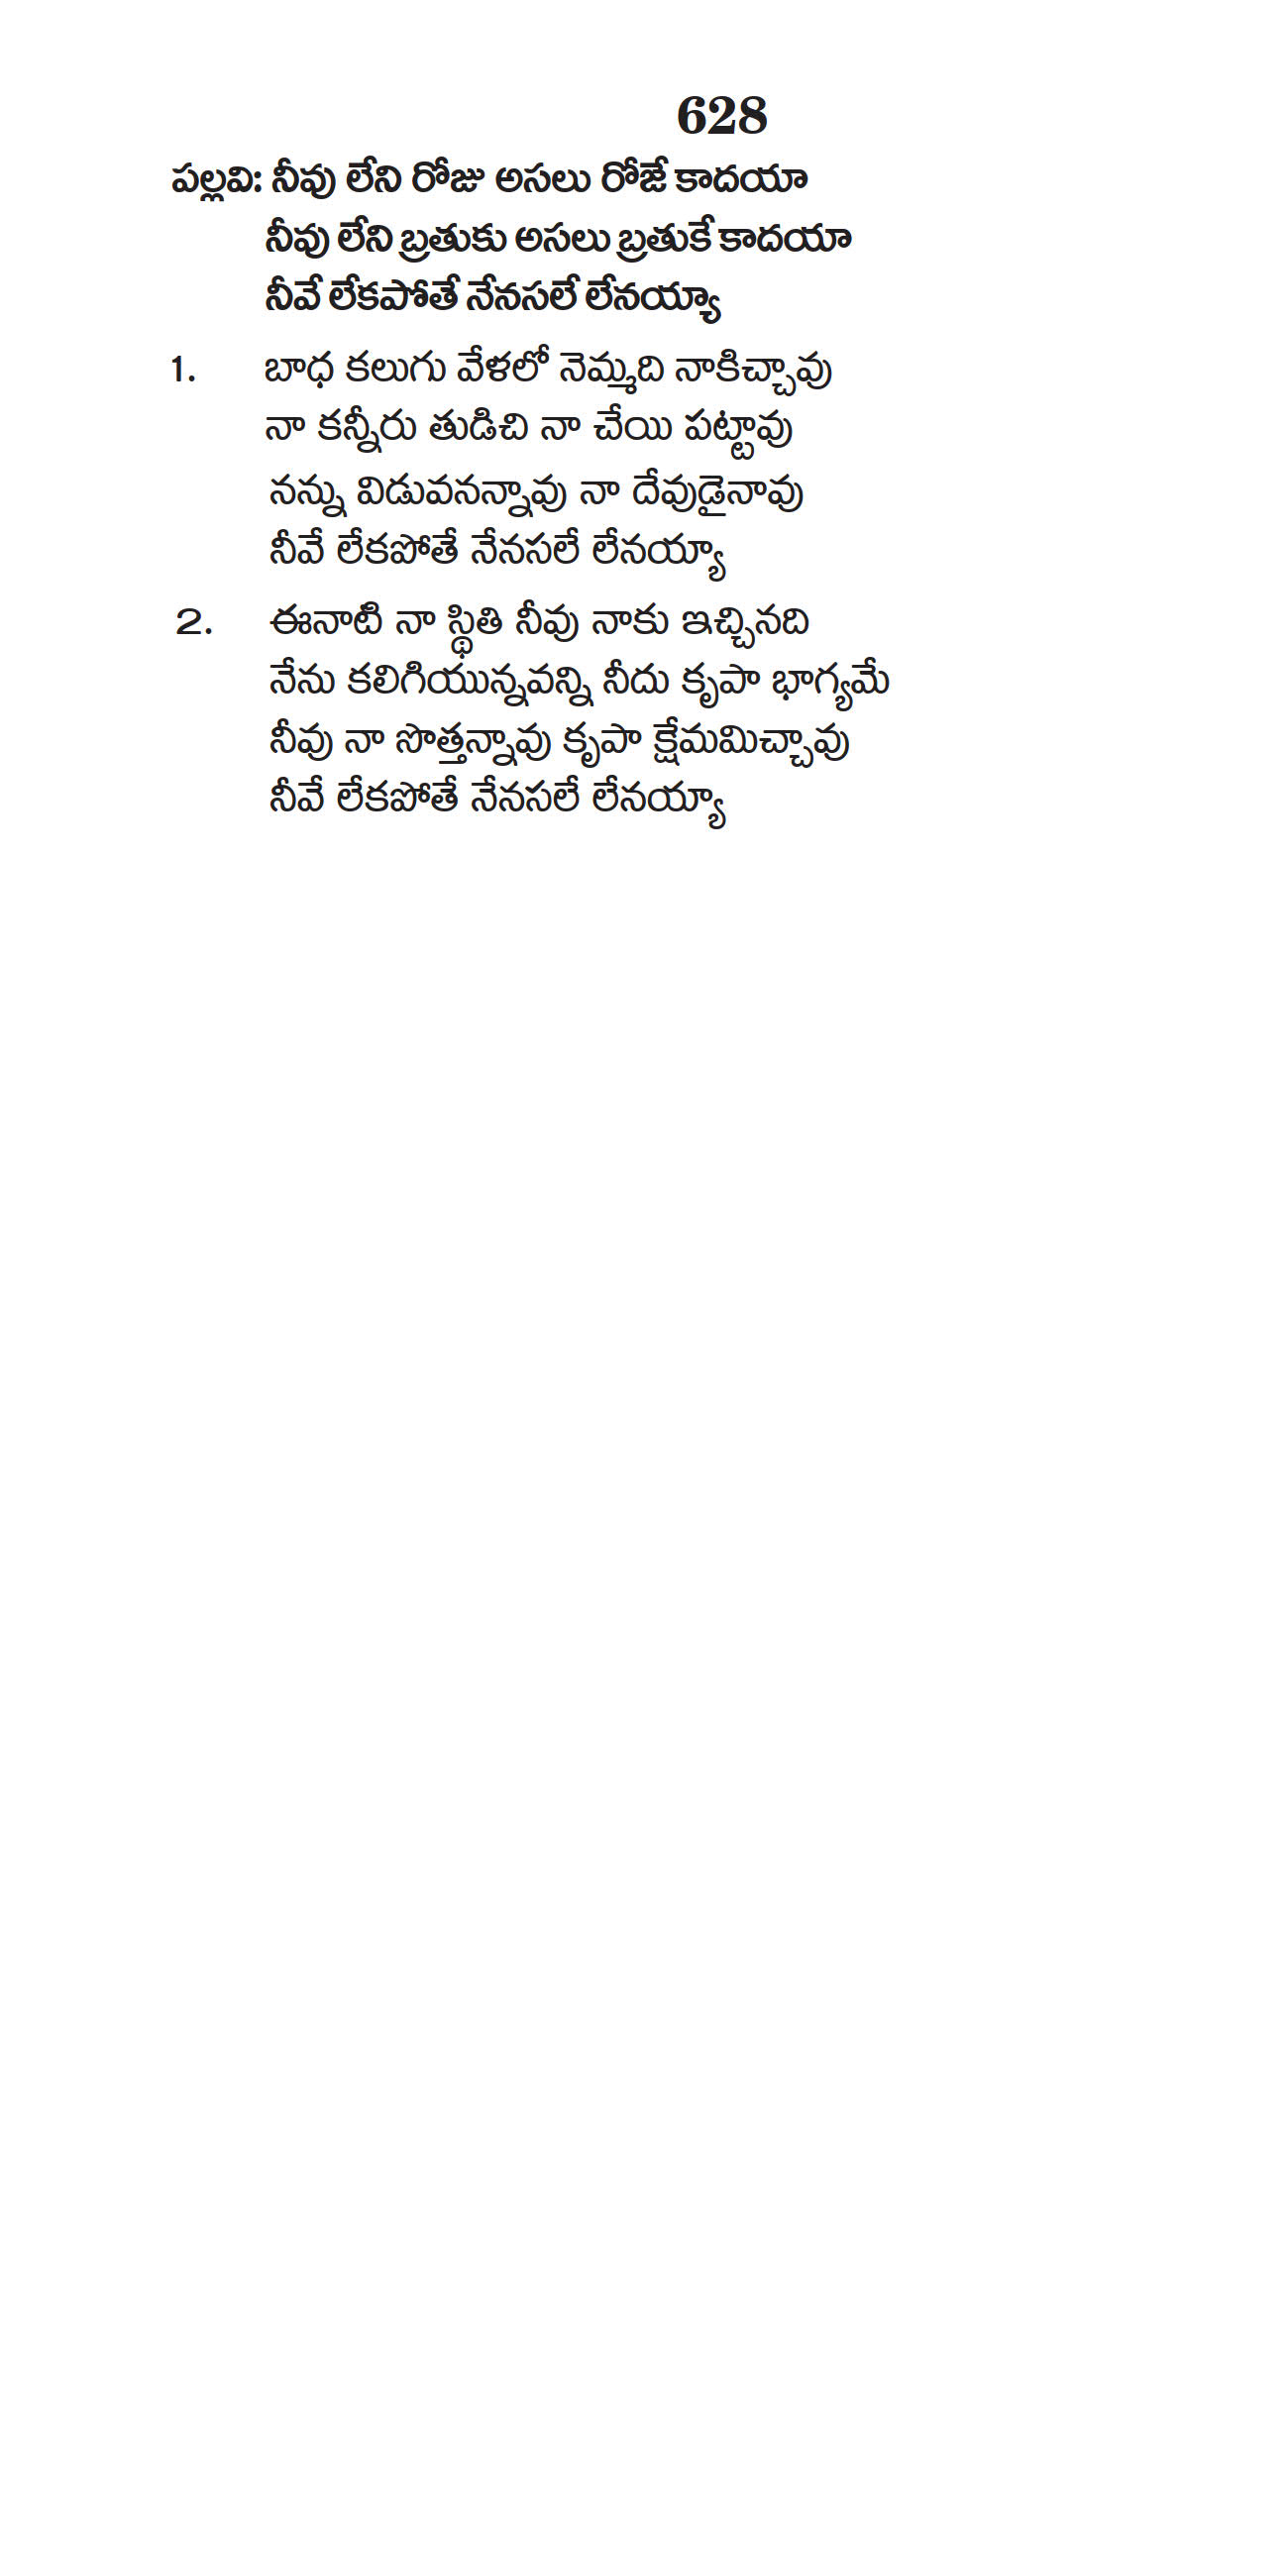 628
పల్లవి: నీవు లేని రోజు అసలు రోజే కాదయా
నీవు లేని బ్రతుకు అసలు బ్రతుకే కాదయా
నీవే లేకపోతే నేనసలే లేనయ్యా
1. బాధ కలుగు వేళలో నెమ్మది నాకిచ్చావు
నా కన్నీరు తుడిచి నా చేయి పట్టావు
నన్ను విడువనన్నావు నా దేవుడైనావు
నీవే లేకపోతే నేనసలే లేనయ్యా
2. ఈనాటి నా స్థితి నీవు నాకు ఇచ్చినది
నేను కలిగియున్నవన్ని నీదు కృపా భాగ్యమే
నీవు నా సొత్తన్నావు కృపా క్షేమమిచ్చావు
నీవే లేకపోతే నేనసలే లేనయ్యా